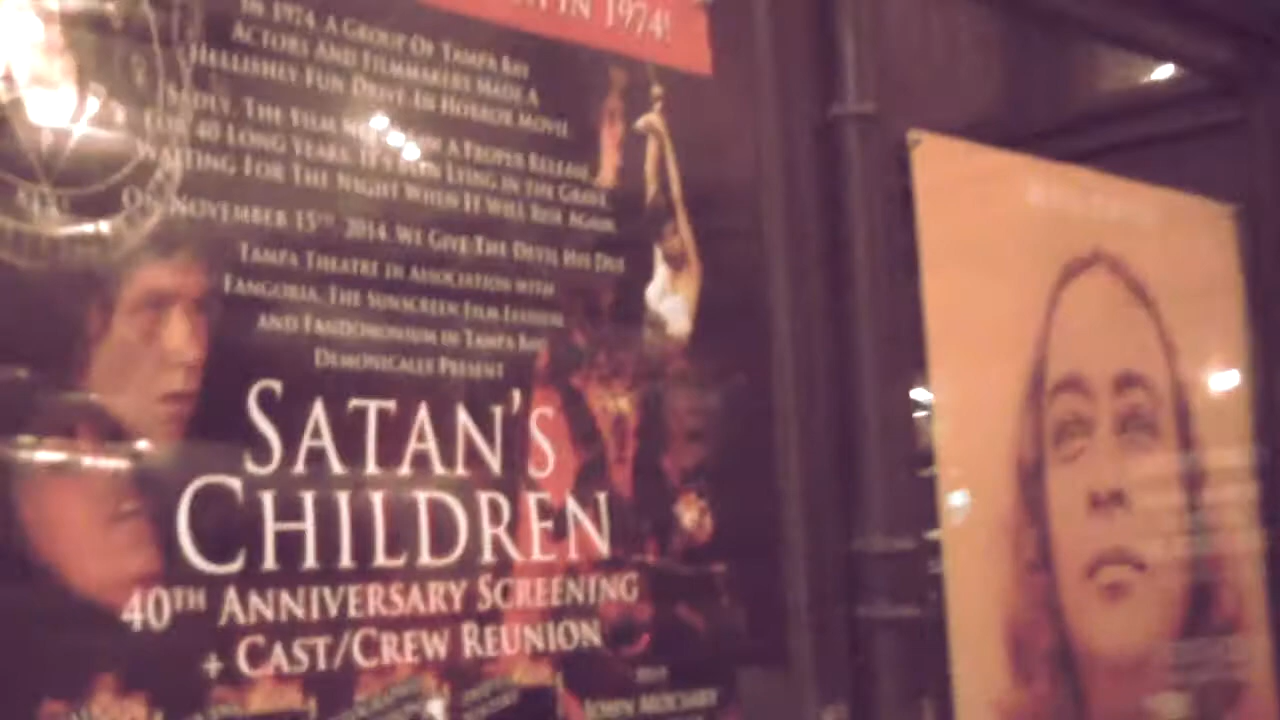 IN 1974!
IN 1974, A GROUP OF TAMPA BAY
ACTORS AND FILMMAKERS MADE A
HELLISHLY FUN DRIVE-IN HORROR MOVIE.
SADLY, THE FILM A PROPER RELEASE.
FOR 40 LONG YEARS, IT'S BEEN LYING IN THE GRAVE,
WAITING FOR THE NIGHT WHEN IT WILL RISE AGAIN.
ON NOVEMBER 15TH, 2014, WE GIVE THE DEVIL HIS DUE
TAMPA THEATRE IN ASSOCIATION WITH
FANGORIA, THE SUNSCREEN FILM FESTIVAL
AND FANDOMONIUM IN TAMPA BAY
DEMONICALLY PRESENT
SATAN'S
CHILDREN
40TH ANNIVERSARY SCREENING
+ CAST/CREW REUNION
JOHN